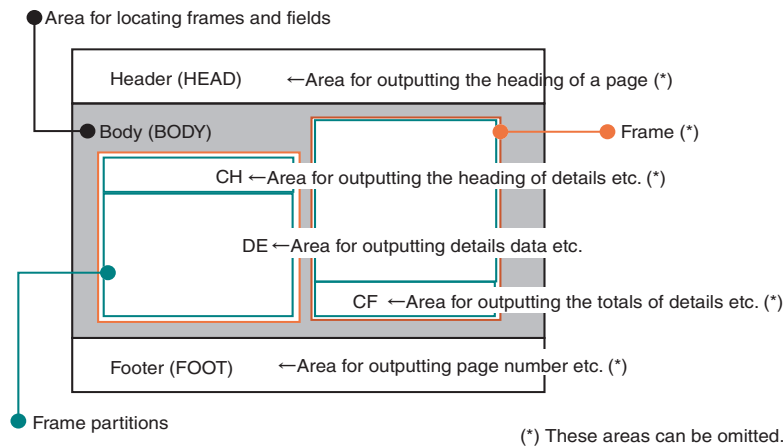 Area for locating frames and fields
Header (HEAD) ←Area for outputting the heading of a page (*)
Body (BODY)
Frame (*)
CH ←Area for outputting the heading of details etc. (*)
DE ←Area for outputting details data etc.
CF ←Area for outputting the totals of details etc. (*)
Footer (FOOT) ←Area for outputting page number etc. (*)
Frame partitions
(*) These areas can be omitted.